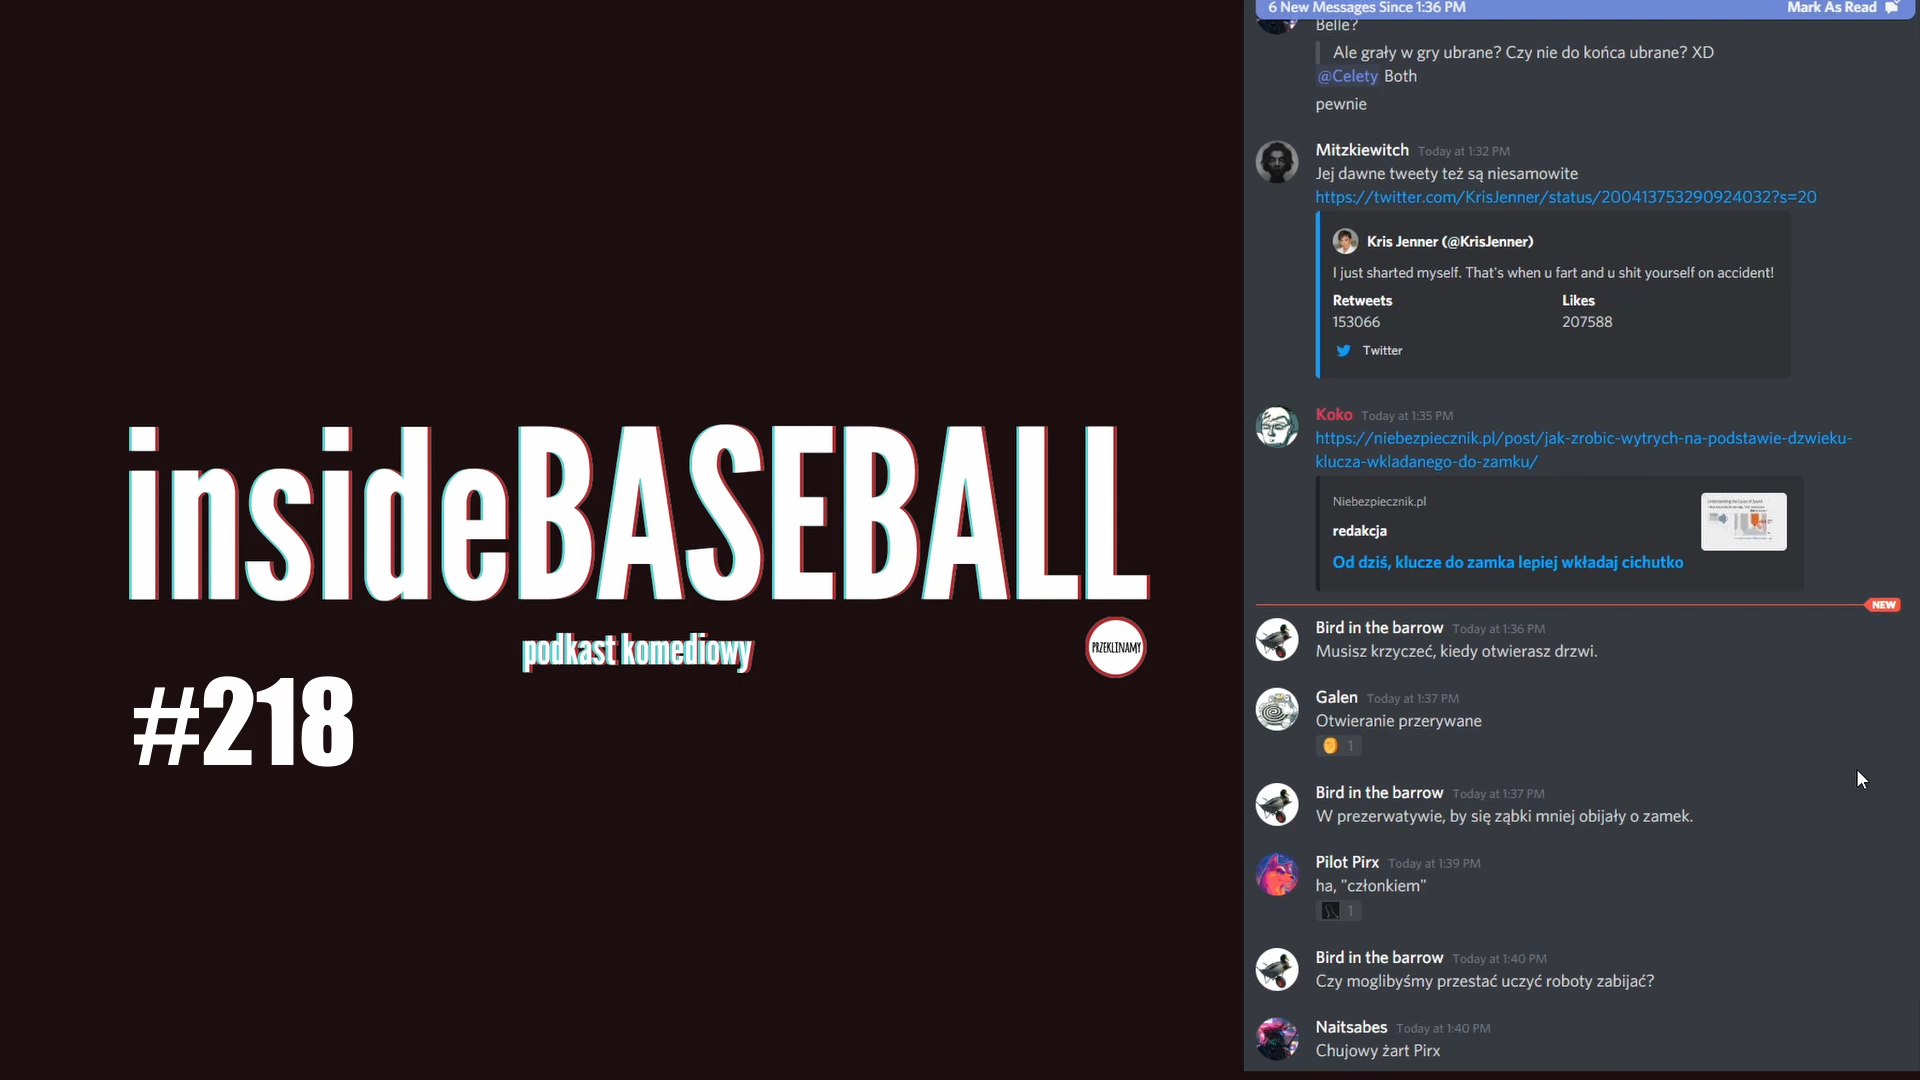 insideBASEBALL
podkast komediowy
PRZEKLINAMY
#218
6 New Messages Since 1:36 PM
Mark As Read
Belle?
Ale grały w gry ubrane? Czy nie do końca ubrane? XD
@Celety Both
pewnie
Mitzkiewitch Today at 1:32 PM
Jej dawne tweety też są niesamowite
https://twitter.com/KrisJenner/status/200413753290924032?s=20
Kris Jenner (@KrisJenner)
I just sharted myself. That's when u fart and u shit yourself on accident!
Retweets Likes
153066 207588
Twitter
Koko Today at 1:35 PM
https://niebezpiecznik.pl/post/jak-zrobic-wytrych-na-podstawie-dzwieku-
klucza-wkladanego-do-zamku/
Niebezpiecznik.pl
redakcja
Od dziś, klucze do zamka lepiej wkładaj cichutko
NEW
Bird in the barrow Today at 1:36 PM
Musisz krzyczeć, kiedy otwierasz drzwi.
Galen Today at 1:37 PM
Otwieranie przerywane
1
Bird in the barrow Today at 1:37 PM
W prezerwatywie, by się ząbki mniej obijały o zamek.
Pilot Pirx Today at 1:39 PM
ha, "członkiem"
1
Bird in the barrow Today at 1:40 PM
Czy moglibyśmy przestać uczyć roboty zabijać?
Naitsabes Today at 1:40 PM
Chujowy żart Pirx